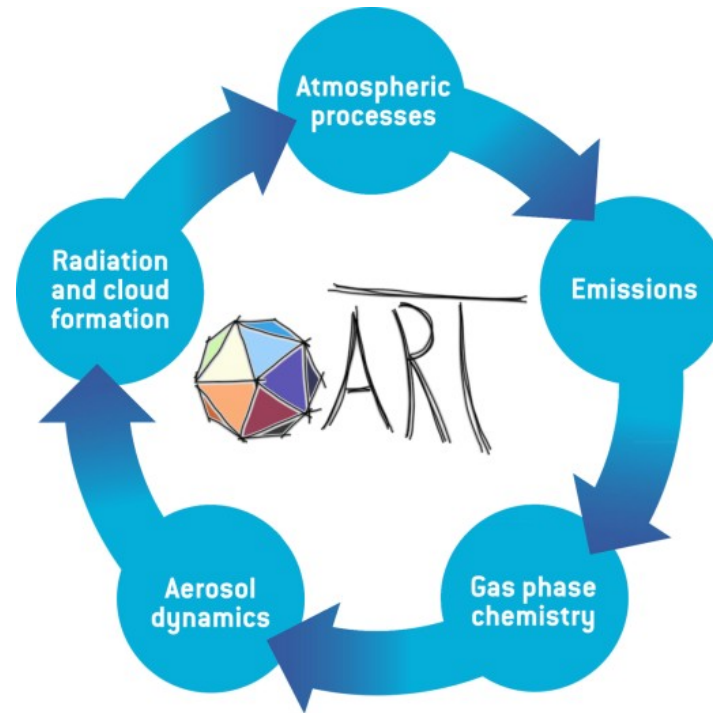 Atmospheric
processes
Emissions
Gas phase
chemistry
Aerosol
dynamics
Radiation
and cloud
formation
ART